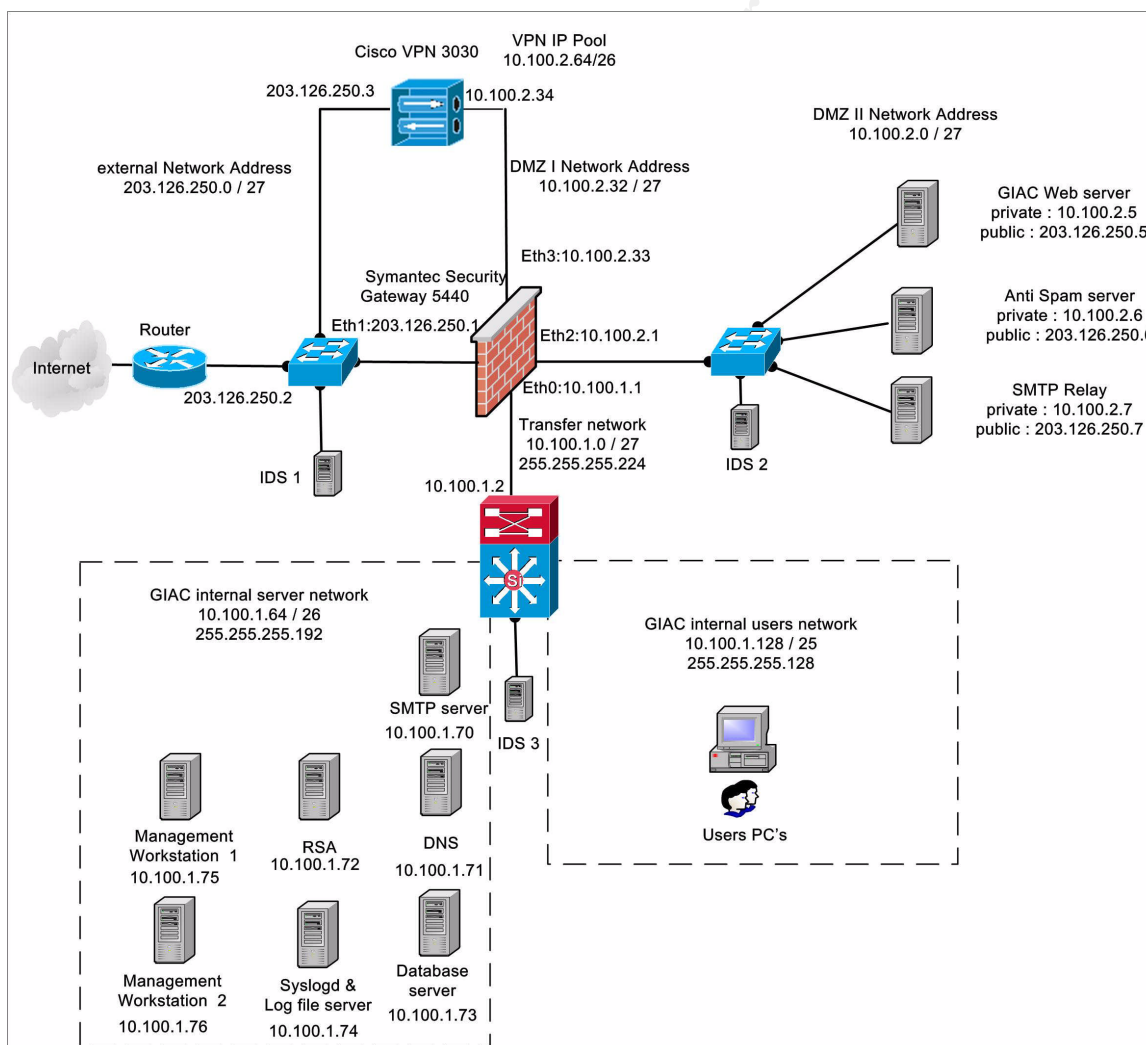 Cisco VPN 3030
VPN IP Pool
10.100.2.64/26
203.126.250.3
10.100.2.34
external Network Address
203.126.250.0 / 27
DMZ I Network Address
10.100.2.32 / 27
DMZ II Network Address
10.100.2.0 / 27
GIAC Web server
private : 10.100.2.5
public : 203.126.250.5
Eth3:10.100.2.33
Symantec Security
Gateway 5440
Eth1:203.126.250.1
Eth2:10.100.2.1
Eth0:10.100.1.1
Anti Spam server
private : 10.100.2.6
public : 203.126.250.6
Internet
Router
203.126.250.2
IDS 1
Transfer network
10.100.1.0 / 27
255.255.255.224
IDS 2
SMTP Relay
private : 10.100.2.7
public : 203.126.250.7
10.100.1.2
Si
GIAC internal server network
10.100.1.64 / 26
255.255.255.192
GIAC internal users network
10.100.1.128 / 25
255.255.255.128
SMTP server
10.100.1.70
IDS 3
Management
Workstation 1
10.100.1.75
RSA
10.100.1.72
DNS
10.100.1.71
Users PC's
Management
Workstation 2
10.100.1.76
Syslogd &
Log file server
10.100.1.74
Database
server
10.100.1.73